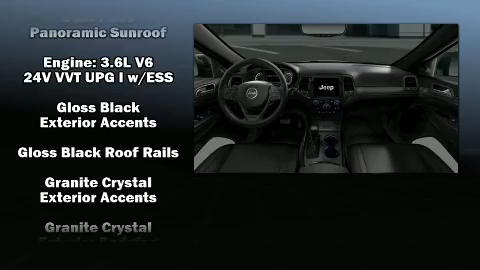 Panoramic Sunroof
Engine: 3.6L V6
24V VVT UPG I w/ESS
Gloss Black
Exterior Accents
Gloss Black Roof Rails
Granite Crystal
Exterior Accents
Granite Crystal
Jeep